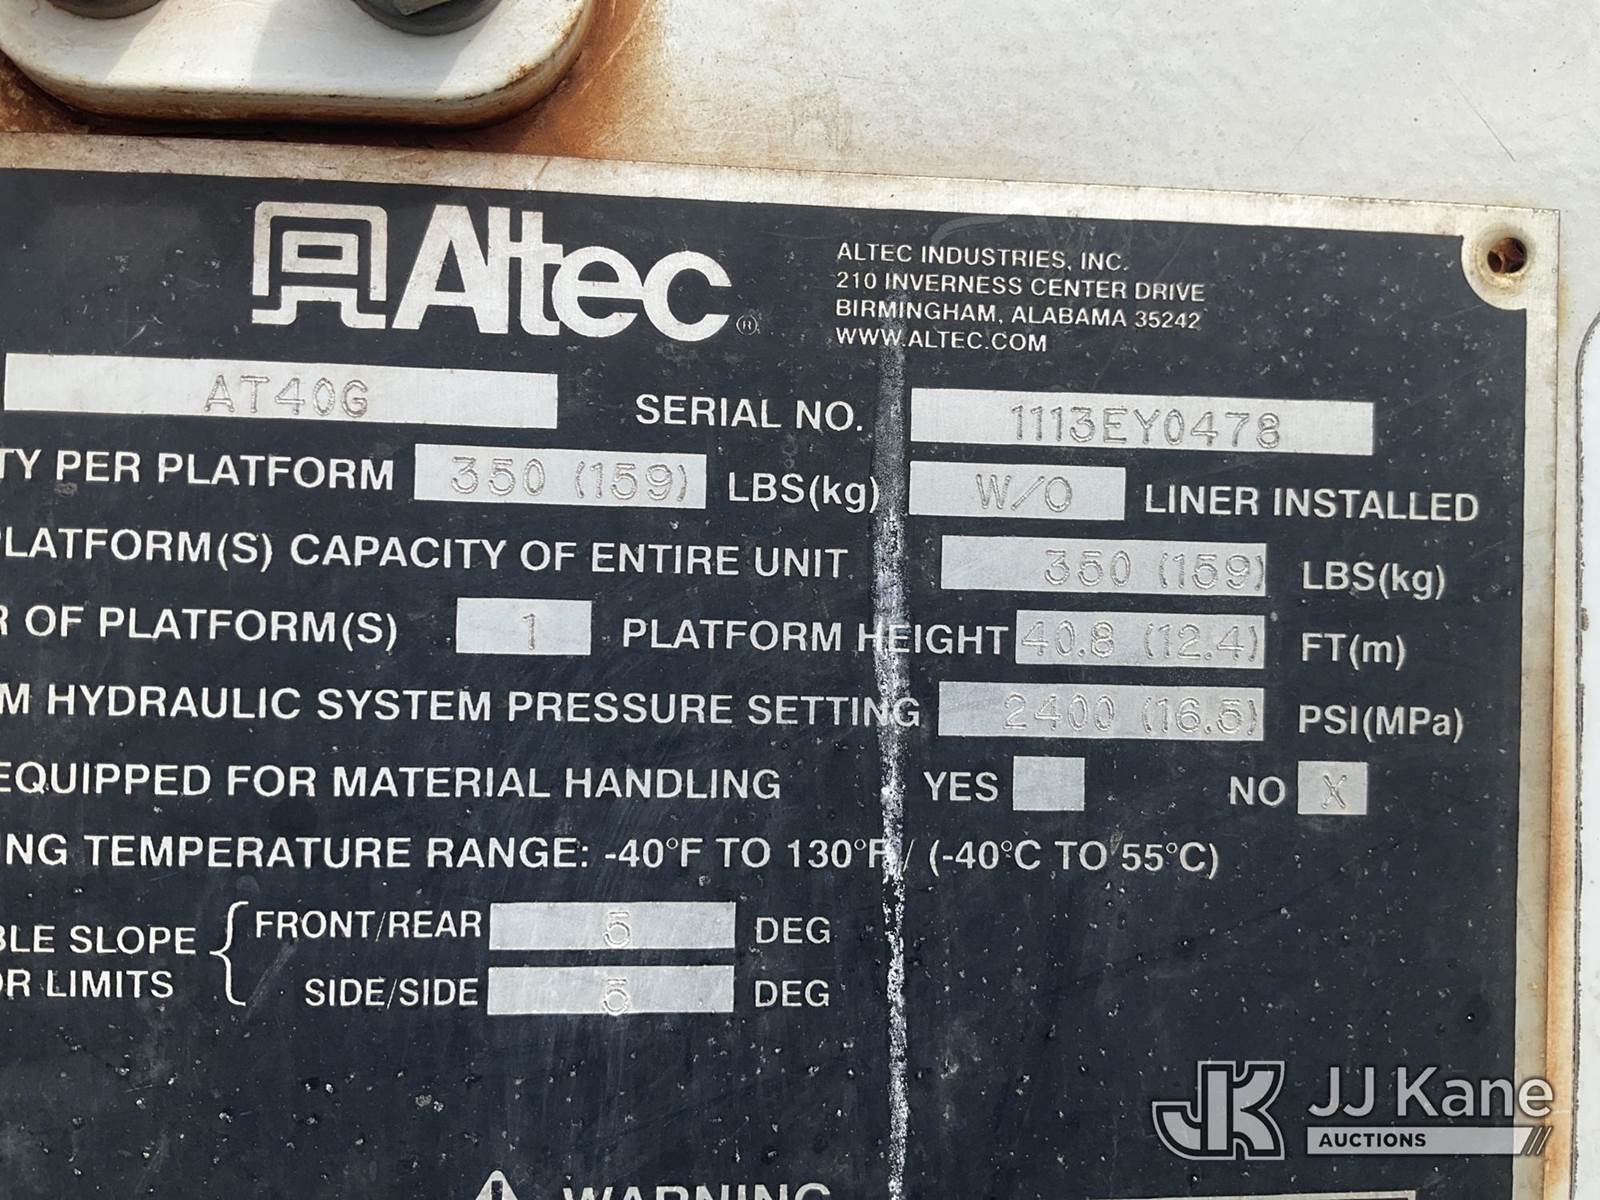 Altec ®
ALTEC INDUSTRIES, INC.
210 INVERNESS CENTER DRIVE
BIRMINGHAM, ALABAMA 35242
WWW.ALTEC.COM
AT40G SERIAL NO. 1113EY0478
TY PER PLATFORM 350 (159) LBS(kg) W/O LINER INSTALLED
PLATFORM(S) CAPACITY OF ENTIRE UNIT 350 (159) LBS(kg)
R OF PLATFORM(S) 1 PLATFORM HEIGHT 40.8 (12.4) FT(m)
M HYDRAULIC SYSTEM PRESSURE SETTING 2400 (16.5) PSI(MPa)
EQUIPPED FOR MATERIAL HANDLING YES NO X
ING TEMPERATURE RANGE: -40°F TO 130°F / (-40°C TO 55°C)
BLE SLOPE
OR LIMITS
FRONT/REAR 5 DEG
SIDE/SIDE 5 DEG
WARNING
JK JJ Kane
AUCTIONS